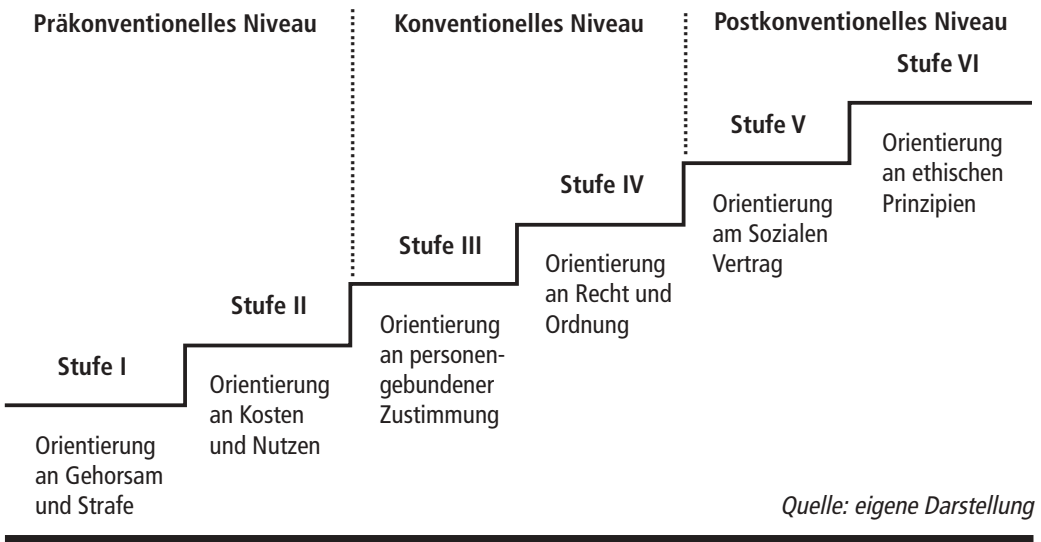 Präkonventionelles Niveau
Konventionelles Niveau
Postkonventionelles Niveau
Stufe I
Orientierung
an Gehorsam
und Strafe
Stufe II
Orientierung
an Kosten
und Nutzen
Stufe III
Orientierung
an personen-
gebundener
Zustimmung
Stufe IV
Orientierung
an Recht und
Ordnung
Stufe V
Orientierung
am Sozialen
Vertrag
Stufe VI
Orientierung
an ethischen
Prinzipien
Quelle: eigene Darstellung